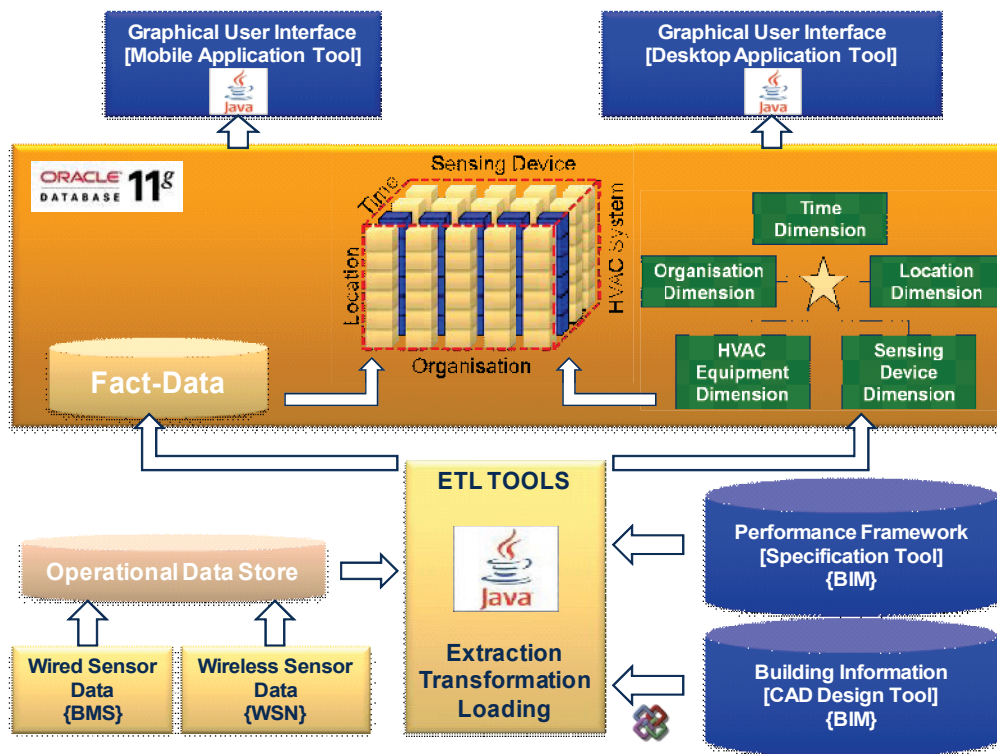 Graphical User Interface
[Mobile Application Tool]
Java
Graphical User Interface
[Desktop Application Tool]
Java
ORACLE
DATABASE 11g
Sensing Device
Time
Location
HVAC System
Organisation
Time
Dimension
Organisation
Dimension
Location
Dimension
HVAC
Equipment
Dimension
Sensing
Device
Dimension
Fact-Data
ETL TOOLS
Java
Extraction
Transformation
Loading
Operational Data Store
Wired Sensor
Data
{BMS}
Wireless Sensor
Data
{WSN}
Performance Framework
[Specification Tool]
{BIM}
Building Information
[CAD Design Tool]
{BIM}